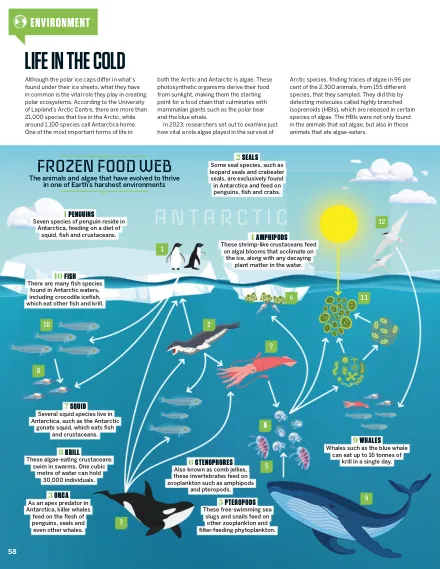 ENVIRONMENT
LIFE IN THE COLD
Although the polar ice caps differ in what's
found under their ice sheets, what they have
in common is the vital role they play in creating
polar ecosystems. According to the University
of Lapland's Arctic Centre, there are more than
21,000 species that live in the Arctic, while
around 1,100 species call Antarctica home.
One of the most important forms of life in
both the Arctic and Antarctic is algae. These
photosynthetic organisms derive their food
from sunlight, making them the starting
point for a food chain that culminates with
mammalian giants such as the polar bear
and the blue whale.
In 2023, researchers set out to examine just
how vital a role algae played in the survival of
Arctic species, finding traces of algae in 96 per
cent of the 2,300 animals, from 155 different
species, that they sampled. They did this by
detecting molecules called highly branched
isoprenoids (HBIs), which are released in certain
species of algae. The HBIs were not only found
in the animals that eat algae, but also in those
animals that ate algae-eaters.
FROZEN FOOD WEB
The animals and algae that have evolved to thrive
in one of Earth's harshest environments
2 SEALS
Some seal species, such as
leopard seals and crabeater
seals, are exclusively found
in Antarctica and feed on
penguins, fish and crabs.
ANTARCTIC
1 PENGUINS
Seven species of penguin reside in
Antarctica, feeding on a diet of
squid, fish and crustaceans.
4 AMPHIPODS
These shrimp-like crustaceans feed
on algal blooms that acclimate on
the ice, along with any decaying
plant matter in the water.
12
1
10 FISH
There are many fish species
found in Antarctic waters,
including crocodile icefish,
which eat other fish and krill.
4
11
10
2
7
8
7 SQUID
Several squid species live in
Antarctica, such as the Antarctic
gonate squid, which eats fish
and crustaceans.
6
8 KRILL
These algae-eating crustaceans
swim in swarms. One cubic
metre of water can hold
30,000 individuals.
9 WHALES
Whales such as the blue whale
can eat up to 16 tonnes of
krill in a single day.
6 CTENOPHORES
Also known as comb jellies,
these invertebrates feed on
zooplankton such as amphipods
and pteropods.
5
3 ORCA
As an apex predator in
Antarctica, killer whales
feed on the flesh of
penguins, seals and
even other whales.
3
5 PTEROPODS
These free-swimming sea
slugs and snails feed on
other zooplankton and
filter-feeding phytoplankton.
9
58